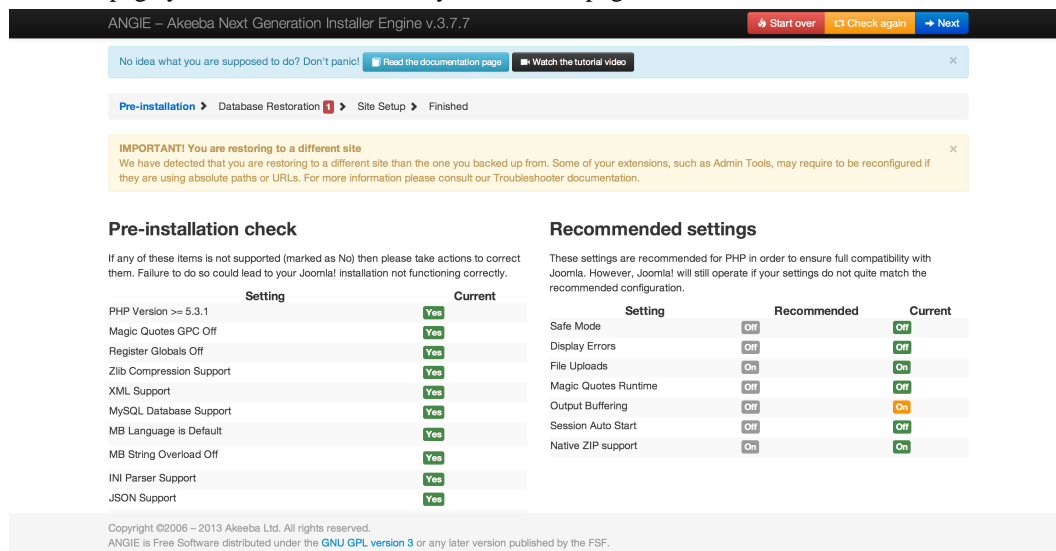 ANGIE – Akeeba Next Generation Installer Engine v.3.7.7
Start over
Check again
Next
No idea what you are supposed to do? Don't panic! Read the documentation page Watch the tutorial video ×
Pre-installation Database Restoration 1 Site Setup Finished
IMPORTANT! You are restoring to a different site ×
We have detected that you are restoring to a different site than the one you backed up from. Some of your extensions, such as Admin Tools, may require to be reconfigured if
they are using absolute paths or URLs. For more information please consult our Troubleshooter documentation.
Pre-installation check
If any of these items is not supported (marked as No) then please take actions to correct
them. Failure to do so could lead to your Joomla! installation not functioning correctly.
Setting Current
PHP Version >= 5.3.1 Yes
Magic Quotes GPC Off Yes
Register Globals Off Yes
Zlib Compression Support Yes
XML Support Yes
MySQL Database Support Yes
MB Language is Default Yes
MB String Overload Off Yes
INI Parser Support Yes
JSON Support Yes
Recommended settings
These settings are recommended for PHP in order to ensure full compatibility with
Joomla. However, Joomla! will still operate if your settings do not quite match the
recommended configuration.
Setting Recommended Current
Safe Mode Off Off
Display Errors Off Off
File Uploads On On
Magic Quotes Runtime Off Off
Output Buffering Off On
Session Auto Start Off Off
Native ZIP support On On
Copyright ©2006 – 2013 Akeeba Ltd. All rights reserved.
ANGIE is Free Software distributed under the GNU GPL version 3 or any later version published by the FSF.